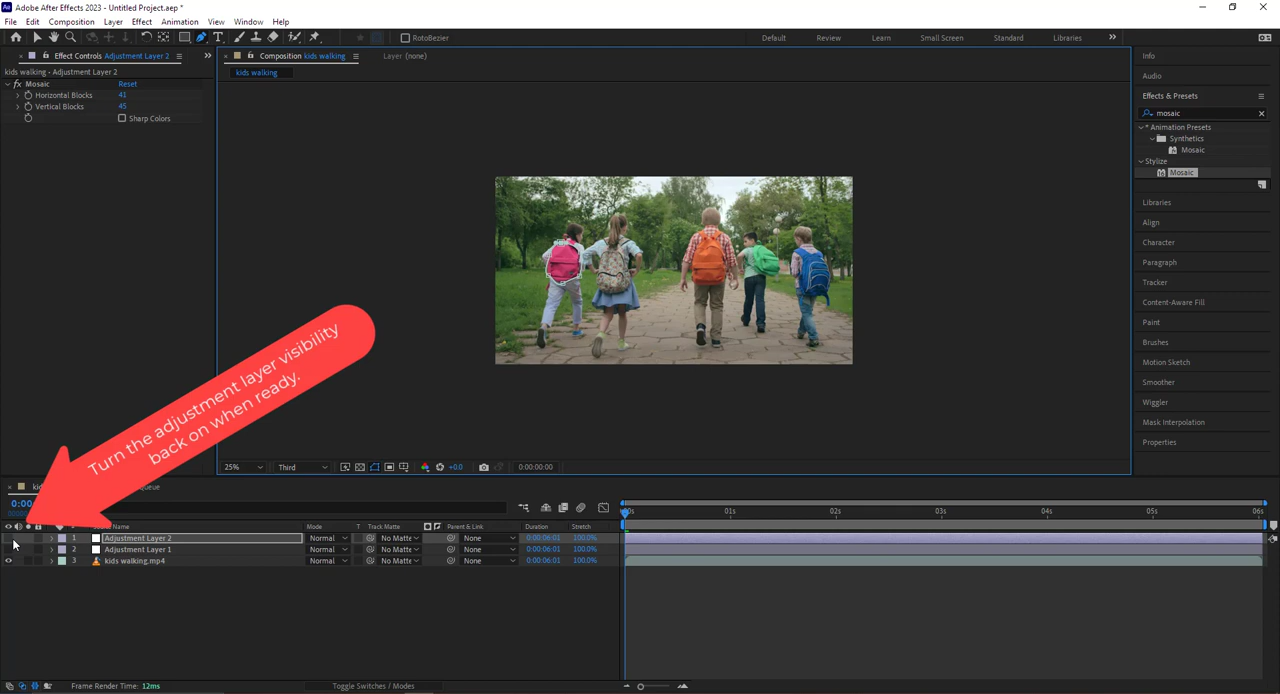 Adobe After Effects 2023 - Untitled Project.aep *
File Edit Composition Layer Effect Animation View Window Help
RotoBezier
Default Review Learn Small Screen Standard Libraries
Effect Controls Adjustment Layer 2
kids walking - Adjustment Layer 2
fx Mosaic Reset
Horizontal Blocks 41
Vertical Blocks 45
Sharp Colors
Composition kids walking Layer (none)
kids walking
25% Third +0.0 0:00:00:00
Info
Audio
Effects & Presets
mosaic
* Animation Presets
Synthetics
Mosaic
Stylize
Mosaic
Libraries
Align
Character
Paragraph
Tracker
Content-Aware Fill
Paint
Brushes
Motion Sketch
Smoother
Wiggler
Mask Interpolation
Properties
Turn the adjustment layer visibility
back on when ready.
Name Mode T Track Matte Parent & Link Duration Stretch
1 Adjustment Layer 2 Normal No Matte None 0:00:06:01 100.0%
2 Adjustment Layer 1 Normal No Matte None 0:00:06:01 100.0%
3 kids walking.mp4 Normal No Matte None 0:00:06:01 100.0%
01s 02s 03s 04s 05s 06s
Frame Render Time: 12ms Toggle Switches / Modes